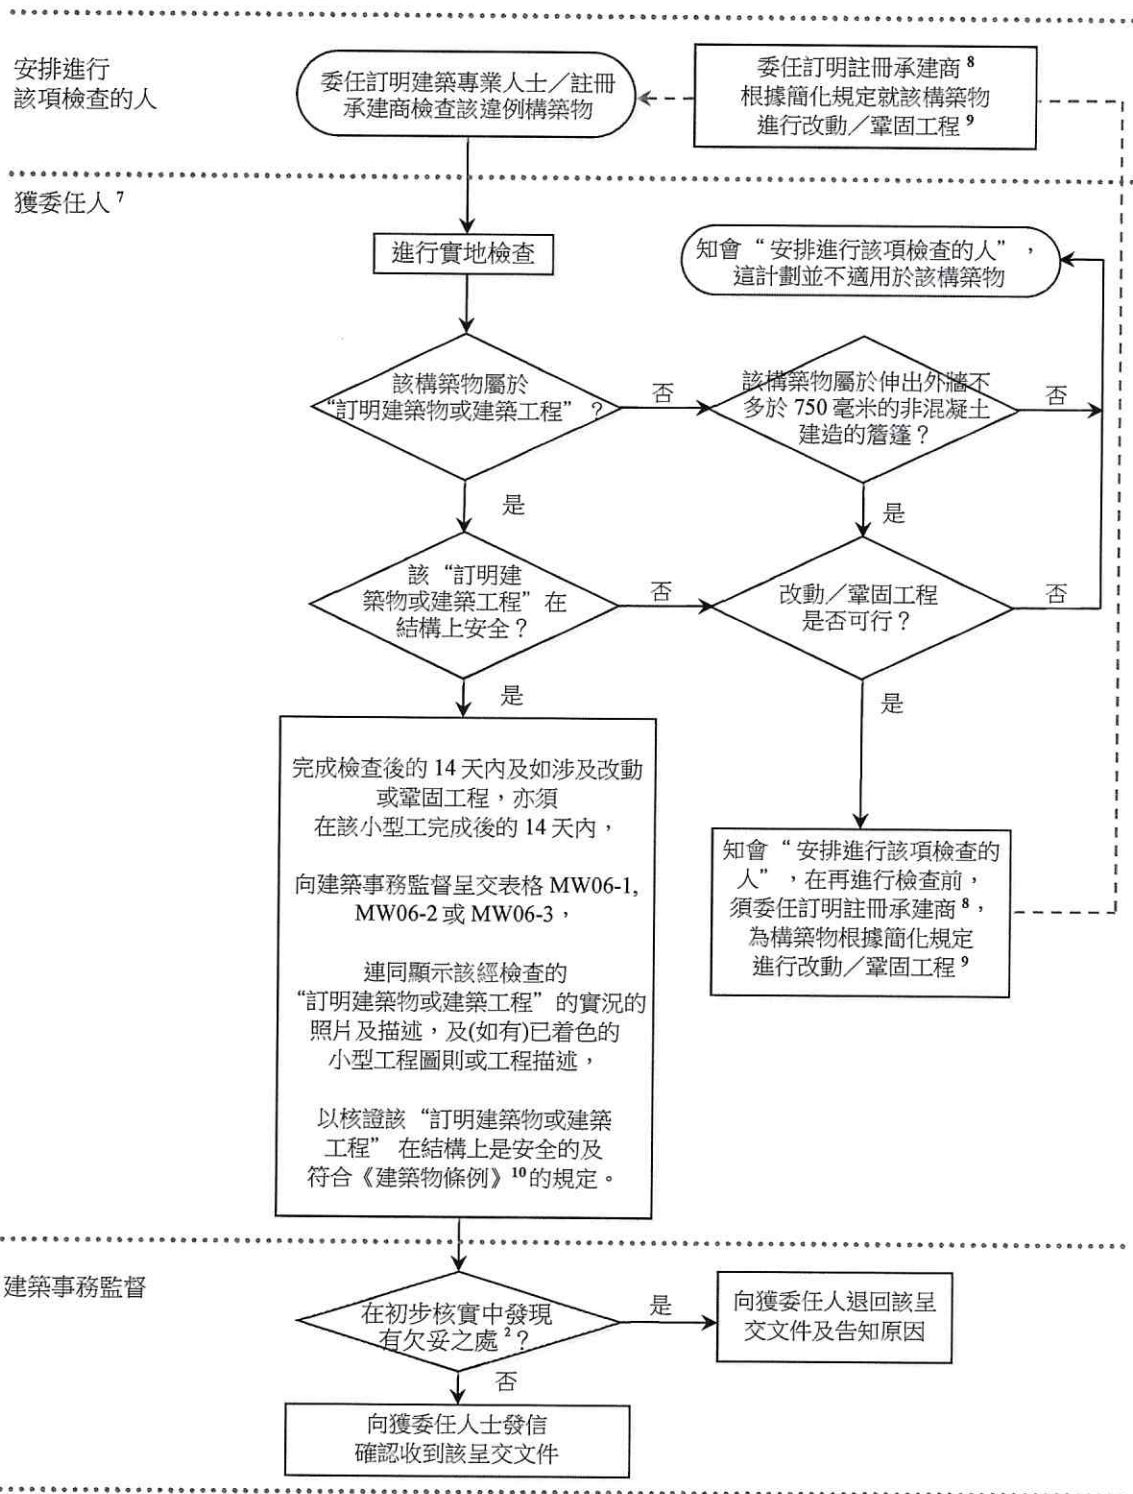 安排進行
該項檢查的人
委任訂明建築專業人士／註冊
承建商檢查該違例構築物
委任訂明註冊承建商 8
根據簡化規定就該構築物
進行改動／鞏固工程 9
獲委任人 7
進行實地檢查
知會“安排進行該項檢查的人”，
這計劃並不適用於該構築物
該構築物屬於
“訂明建築物或建築工程”？
否
該構築物屬於伸出外牆不
多於 750 毫米的非混凝土
建造的簷篷？
否
是
是
該“訂明建
築物或建築工程”在
結構上安全？
否
改動／鞏固工程
是否可行？
否
是
是
完成檢查後的 14 天內及如涉及改動
或鞏固工程，亦須
在該小型工完成後的 14 天內，
向建築事務監督呈交表格 MW06-1,
MW06-2 或 MW06-3，
連同顯示該經檢查的
“訂明建築物或建築工程”的實況的
照片及描述，及(如有)已着色的
小型工程圖則或工程描述，
以核證該“訂明建築物或建築
工程” 在結構上是安全的及
符合《建築物條例》10 的規定。
知會“安排進行該項檢查的
人”，在再進行檢查前，
須委任訂明註冊承建商 8，
為構築物根據簡化規定
進行改動／鞏固工程 9
建築事務監督
在初步核實中發現
有欠妥之處 2？
是
向獲委任人退回該呈
交文件及告知原因
否
向獲委任人士發信
確認收到該呈交文件